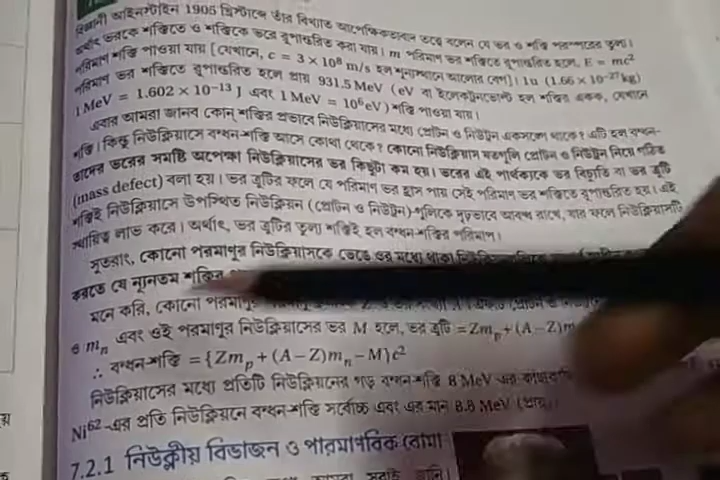 বিজ্ঞানী আইনস্টাইন 1905 খ্রিস্টাব্দে তাঁর বিখ্যাত আপেক্ষিকতাবাদ তত্ত্বে বলেন যে ভর ও শক্তি পরস্পরের তুল্য।
অর্থাৎ ভরকে শক্তিতে ও শক্তিকে ভরে রূপান্তরিত করা যায়। m পরিমাণ ভর শক্তিতে রূপান্তরিত হলে, E = mc²
পরিমাণ শক্তি পাওয়া যায় [যেখানে, c = 3 × 10⁸ m/s হল শূন্যস্থানে আলোর বেগ]। 1u (1.66 × 10⁻²⁷ kg)
পরিমাণ ভর শক্তিতে রূপান্তরিত হলে প্রায় 931.5 MeV (eV বা ইলেকট্রনভোল্ট হল শক্তির একক, যেখানে
1 MeV = 1.602 × 10⁻¹³ J এবং 1 MeV = 10⁶eV) শক্তি পাওয়া যায়।
এবার আমরা জানব কোন্ শক্তির প্রভাবে নিউক্লিয়াসের মধ্যে প্রোটন ও নিউট্রন একসঙ্গে থাকে? এটি হল বন্ধন-
শক্তি। কিন্তু নিউক্লিয়াসে বন্ধন-শক্তি আসে কোথা থেকে? কোনো নিউক্লিয়াস যতগুলি প্রোটন ও নিউট্রন নিয়ে গঠিত
তাদের ভরের সমষ্টি অপেক্ষা নিউক্লিয়াসের ভর কিছুটা কম হয়। ভরের এই পার্থক্যকে ভর বিচ্যুতি বা ভর ত্রুটি
(mass defect) বলা হয়। ভর ত্রুটির ফলে যে পরিমাণ ভর হ্রাস পায় সেই পরিমাণ ভর শক্তিতে রূপান্তরিত হয়। এই
শক্তিই নিউক্লিয়াসে উপস্থিত নিউক্লিয়ন (প্রোটন ও নিউট্রন)-গুলিকে দৃঢ়ভাবে আবদ্ধ রাখে, যার ফলে নিউক্লিয়াসটি
স্থায়িত্ব লাভ করে। অর্থাৎ, ভর ত্রুটির তুল্য শক্তিই হল বন্ধন-শক্তির পরিমাণ।
সুতরাং, কোনো পরমাণুর নিউক্লিয়াসকে ভেঙে ওর মধ্যে থাকা
করতে যে ন্যূনতম শক্তির
মনে করি, কোনো পরমাণুর
ও mₙ এবং ওই পরমাণুর নিউক্লিয়াসের ভর M হলে, ভর ত্রুটি = Zmₚ + (A – Z)m
∴ বন্ধন-শক্তি = {Zmₚ + (A – Z)mₙ – M}c²
নিউক্লিয়াসের মধ্যে প্রতিটি নিউক্লিয়নের গড় বন্ধন-শক্তি 8 MeV -এর কাছাকাছি
Ni⁶²-এর প্রতি নিউক্লিয়নে বন্ধন-শক্তি সর্বোচ্চ এবং এর মান 8.8 MeV (প্রায়)।
7.2.1 নিউক্লীয় বিভাজন ও পারমাণবিক বোমা